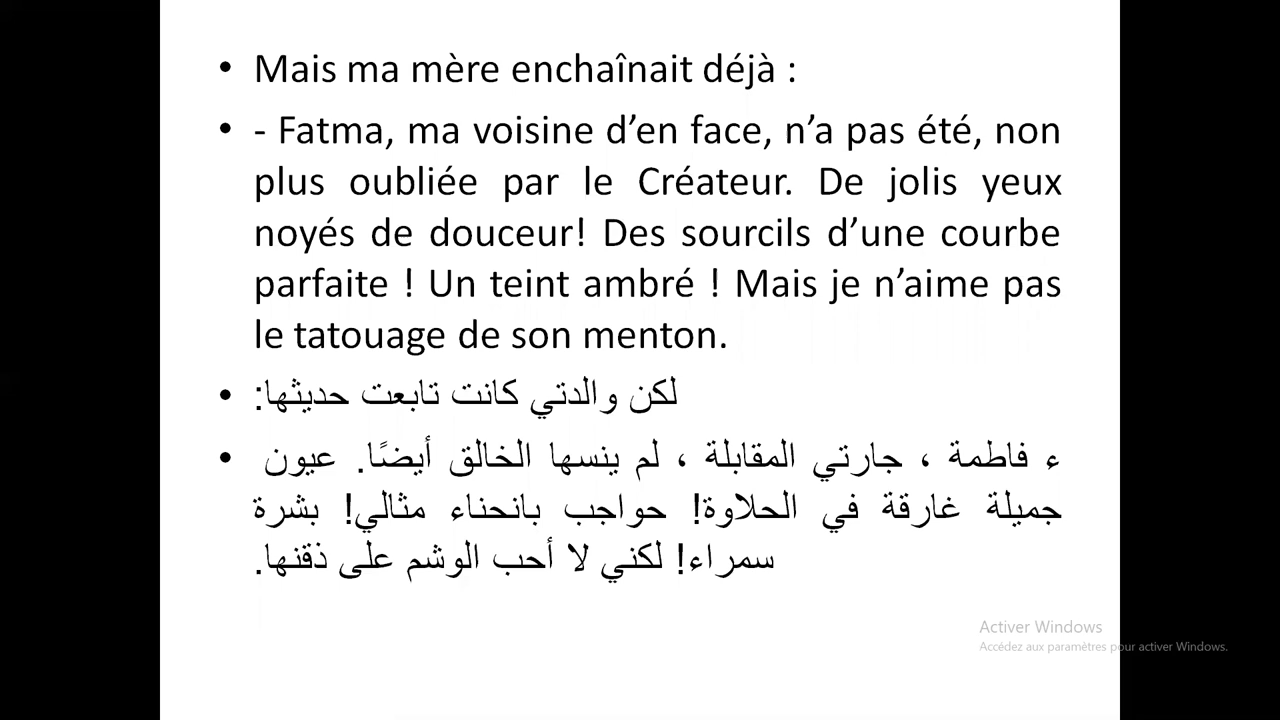 • Mais ma mère enchaînait déjà :
• - Fatma, ma voisine d’en face, n’a pas été, non
plus oubliée par le Créateur. De jolis yeux
noyés de douceur! Des sourcils d’une courbe
parfaite ! Un teint ambré ! Mais je n’aime pas
le tatouage de son menton.
• لكن والدتي كانت تابعت حديثها:
• ء فاطمة ، جارتي المقابلة ، لم ينسها الخالق أيضًا. عيون
جميلة غارقة في الحلاوة! حواجب بانحناء مثالي! بشرة
سمراء! لكني لا أحب الوشم على ذقنها.
Activer Windows
Accédez aux paramètres pour activer Windows.